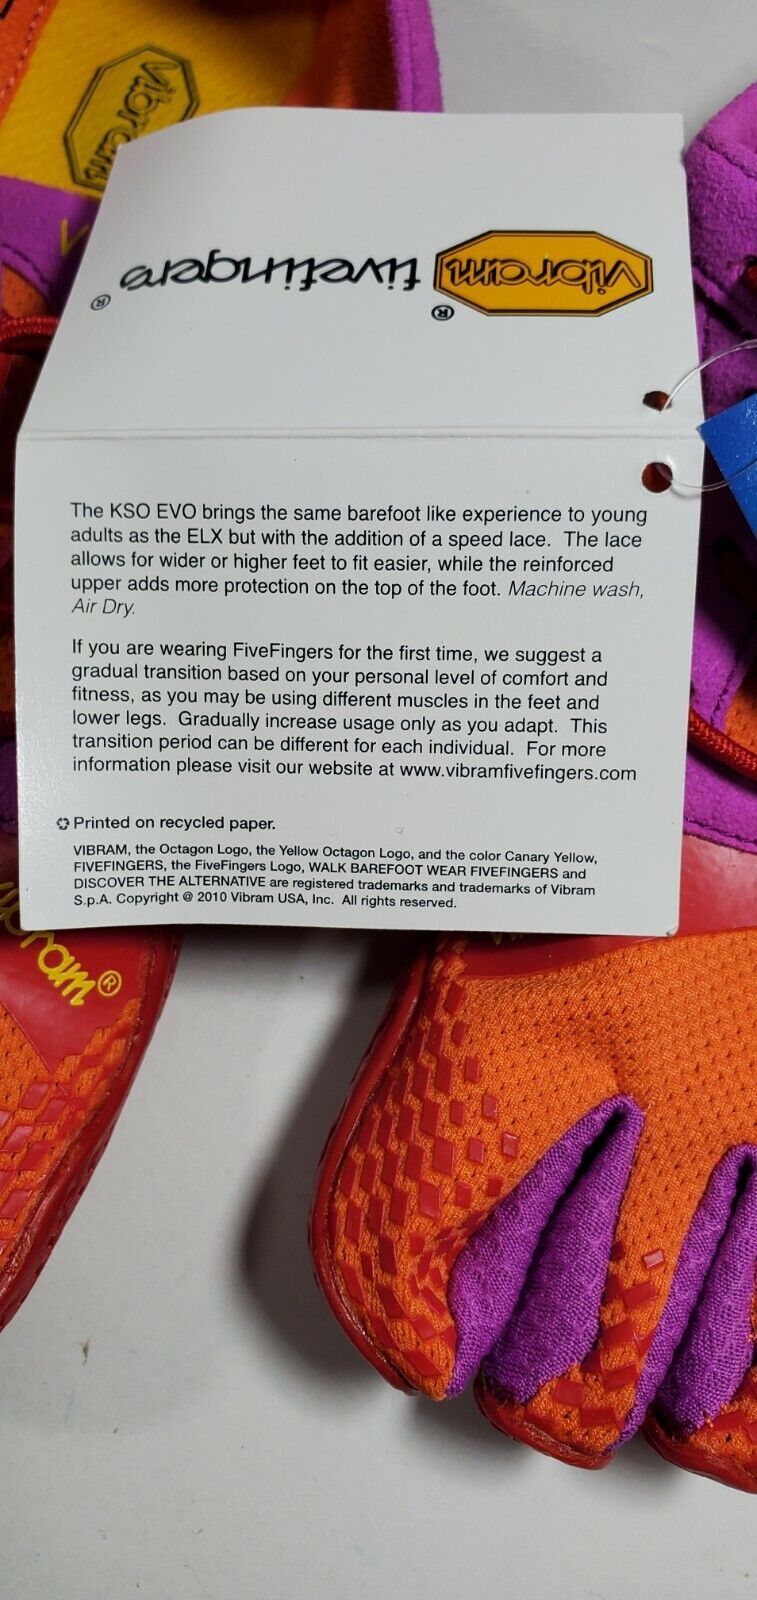 Vibram
vibram fivefingers
®
®
The KSO EVO brings the same barefoot like experience to young
adults as the ELX but with the addition of a speed lace. The lace
allows for wider or higher feet to fit easier, while the reinforced
upper adds more protection on the top of the foot. Machine wash,
Air Dry.
If you are wearing FiveFingers for the first time, we suggest a
gradual transition based on your personal level of comfort and
fitness, as you may be using different muscles in the feet and
lower legs. Gradually increase usage only as you adapt. This
transition period can be different for each individual. For more
information please visit our website at www.vibramfivefingers.com
Printed on recycled paper.
VIBRAM, the Octagon Logo, the Yellow Octagon Logo, and the color Canary Yellow,
FIVEFINGERS, the FiveFingers Logo, WALK BAREFOOT WEAR FIVEFINGERS and
DISCOVER THE ALTERNATIVE are registered trademarks and trademarks of Vibram
S.p.A. Copyright @ 2010 Vibram USA, Inc. All rights reserved.
Vibram®